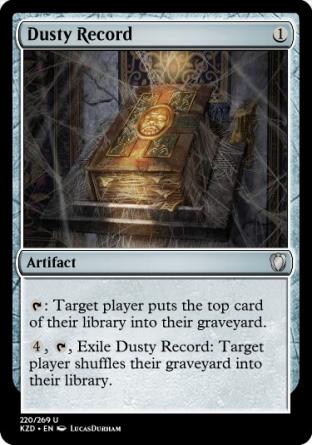 Dusty Record 1
Artifact
: Target player puts the top card
of their library into their graveyard.
4, , Exile Dusty Record: Target
player shuffles their graveyard into
their library.
220/269 U
KZD • EN LucasDurham